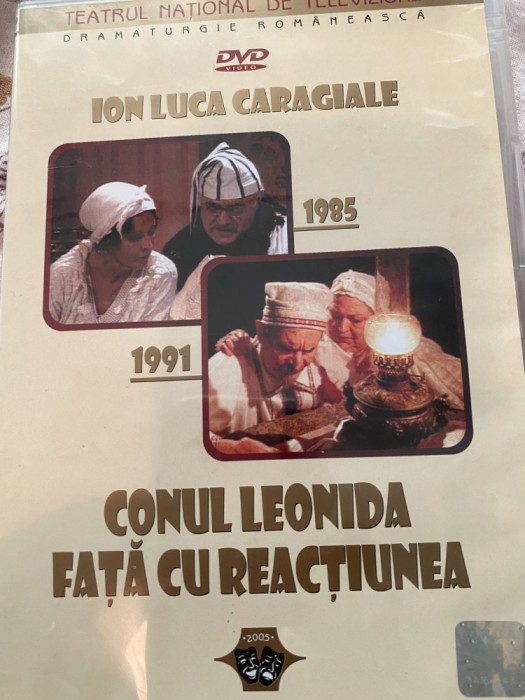 TEATRUL NAȚIONAL DE TELEVIZIUNE
DRAMATURGIE ROMÂNEASCĂ
DVD
VIDEO
ION LUCA CARAGIALE
1985
1991
CONUL LEONIDA
FAȚĂ CU REACȚIUNEA
2005